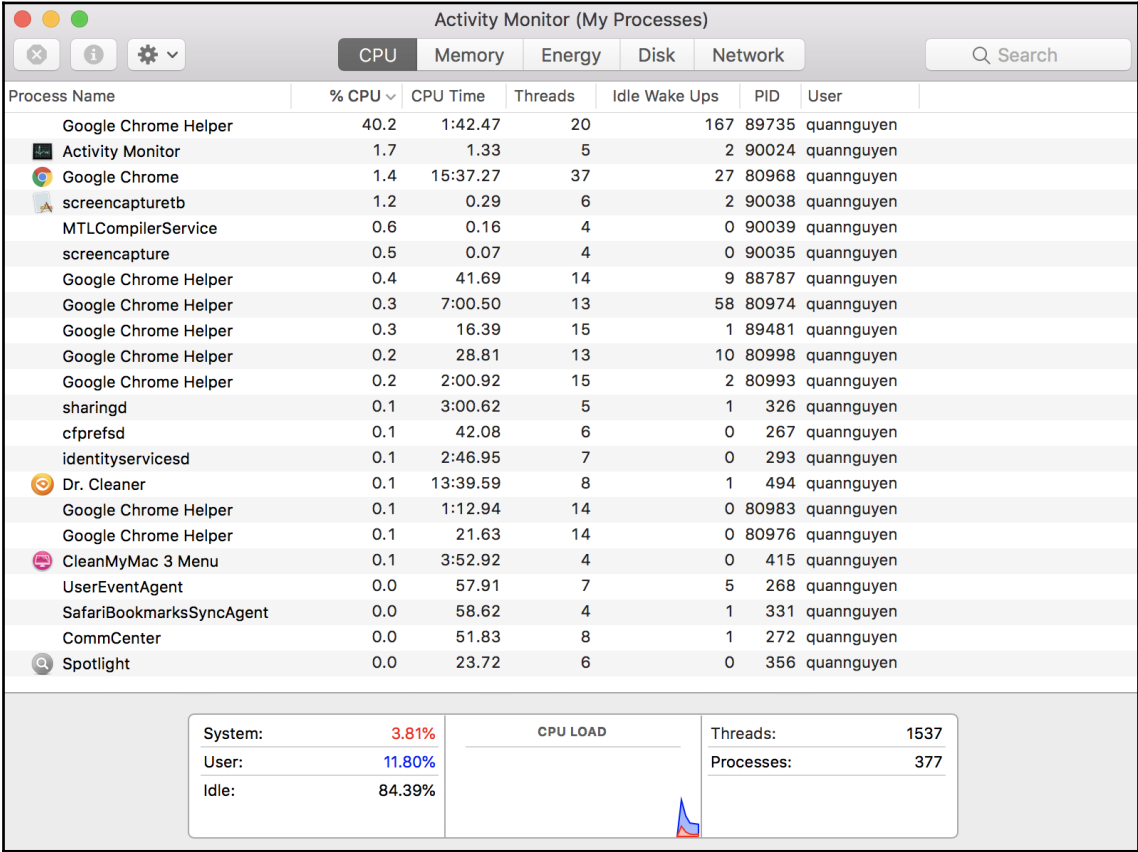 Activity Monitor (My Processes)
CPU Memory Energy Disk Network Search
Process Name % CPU CPU Time Threads Idle Wake Ups PID User
Google Chrome Helper 40.2 1:42.47 20 167 89735 quannguyen
Activity Monitor 1.7 1.33 5 2 90024 quannguyen
Google Chrome 1.4 15:37.27 37 27 80968 quannguyen
screencapturetb 1.2 0.29 6 2 90038 quannguyen
MTLCompilerService 0.6 0.16 4 0 90039 quannguyen
screencapture 0.5 0.07 4 0 90035 quannguyen
Google Chrome Helper 0.4 41.69 14 9 88787 quannguyen
Google Chrome Helper 0.3 7:00.50 13 58 80974 quannguyen
Google Chrome Helper 0.3 16.39 15 1 89481 quannguyen
Google Chrome Helper 0.2 28.81 13 10 80998 quannguyen
Google Chrome Helper 0.2 2:00.92 15 2 80993 quannguyen
sharingd 0.1 3:00.62 5 1 326 quannguyen
cfprefsd 0.1 42.08 6 0 267 quannguyen
identityservicesd 0.1 2:46.95 7 0 293 quannguyen
Dr. Cleaner 0.1 13:39.59 8 1 494 quannguyen
Google Chrome Helper 0.1 1:12.94 14 0 80983 quannguyen
Google Chrome Helper 0.1 21.63 14 0 80976 quannguyen
CleanMyMac 3 Menu 0.1 3:52.92 4 0 415 quannguyen
UserEventAgent 0.0 57.91 7 5 268 quannguyen
SafariBookmarksSyncAgent 0.0 58.62 4 1 331 quannguyen
CommCenter 0.0 51.83 8 1 272 quannguyen
Spotlight 0.0 23.72 6 0 356 quannguyen
System: 3.81% CPU LOAD Threads: 1537
User: 11.80% Processes: 377
Idle: 84.39%